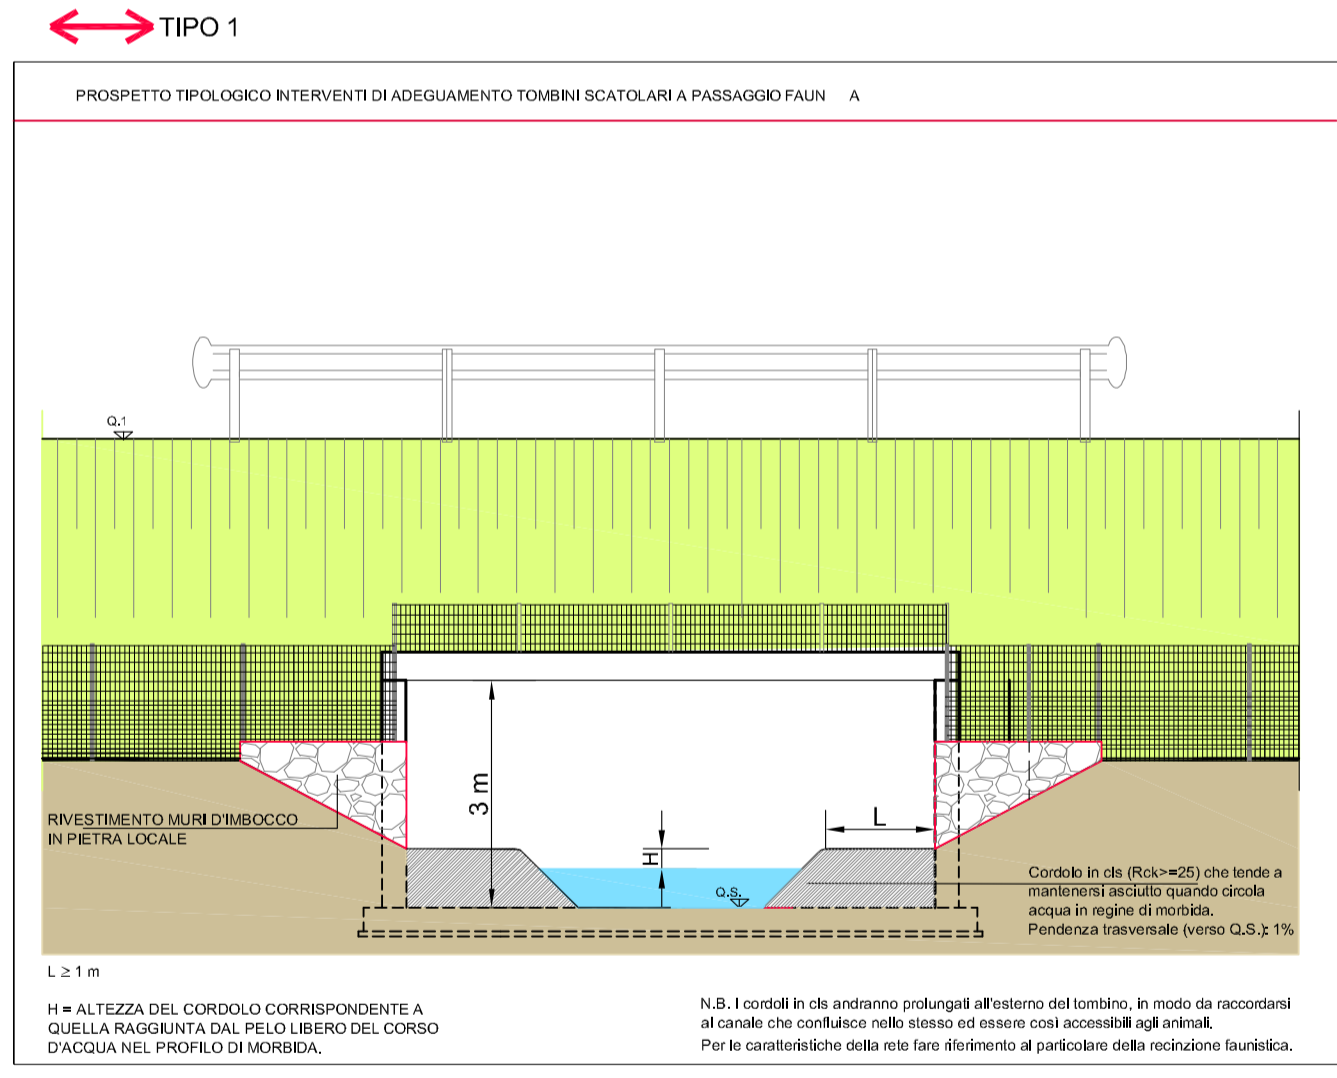 TIPO 1
PROSPETTO TIPOLOGICO INTERVENTI DI ADEGUAMENTO TOMBINI SCATOLARI A PASSAGGIO FAUN A
Q.1
3 m
L
H
Q.S.
RIVESTIMENTO MURI D'IMBOCCO
IN PIETRA LOCALE
Cordolo in cls (Rck>=25) che tende a
mantenersi asciutto quando circola
acqua in regine di morbida.
Pendenza trasversale (verso Q.S.): 1%
L ≥ 1 m
H = ALTEZZA DEL CORDOLO CORRISPONDENTE A
QUELLA RAGGIUNTA DAL PELO LIBERO DEL CORSO
D'ACQUA NEL PROFILO DI MORBIDA.
N.B. I cordoli in cls andranno prolungati all'esterno del tombino, in modo da raccordarsi
al canale che confluisce nello stesso ed essere così accessibili agli animali.
Per le caratteristiche della rete fare riferimento al particolare della recinzione faunistica.